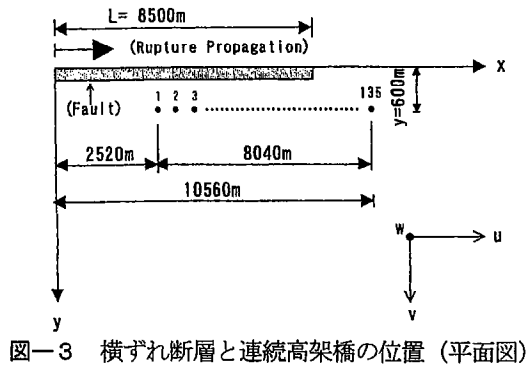 L= 8500m
(Rupture Propagation)
x
(Fault)
1 2 3 135
y=600m
2520m 8040m
10560m
w u
v
y
図－3 横ずれ断層と連続高架橋の位置（平面図）